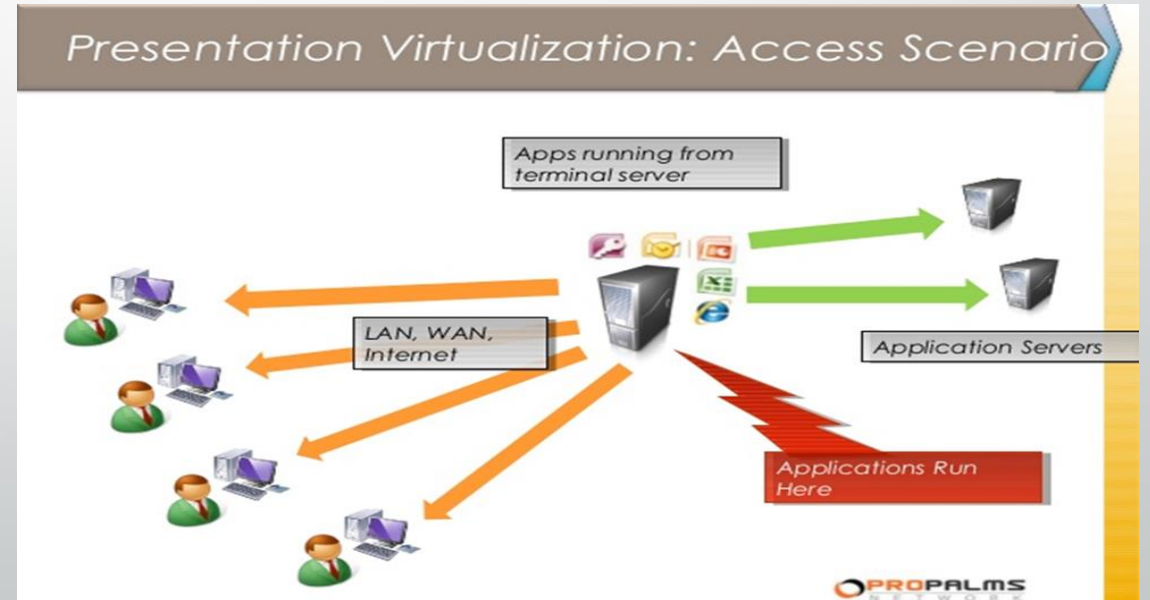 Presentation Virtualization: Access Scenario
Apps running from
terminal server
LAN, WAN,
Internet
Application Servers
Applications Run
Here
PROPALMS
NETWORK